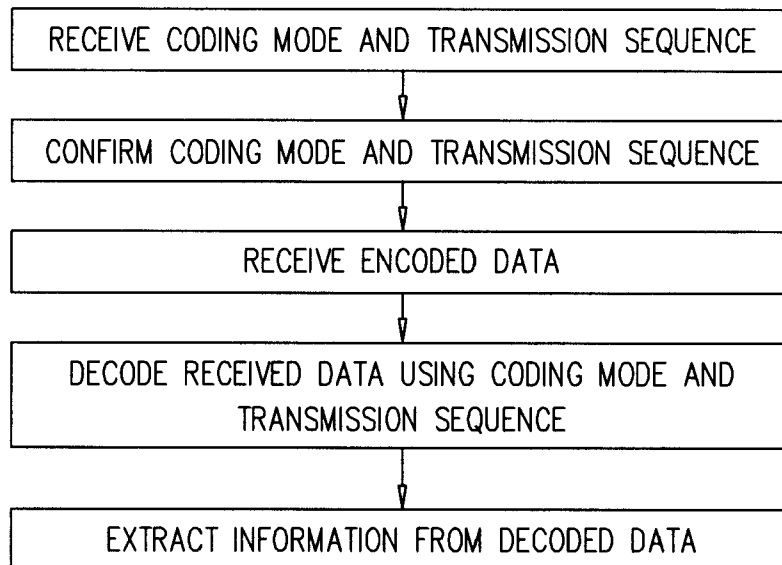 RECEIVE CODING MODE AND TRANSMISSION SEQUENCE
CONFIRM CODING MODE AND TRANSMISSION SEQUENCE
RECEIVE ENCODED DATA
DECODE RECEIVED DATA USING CODING MODE AND
TRANSMISSION SEQUENCE
EXTRACT INFORMATION FROM DECODED DATA